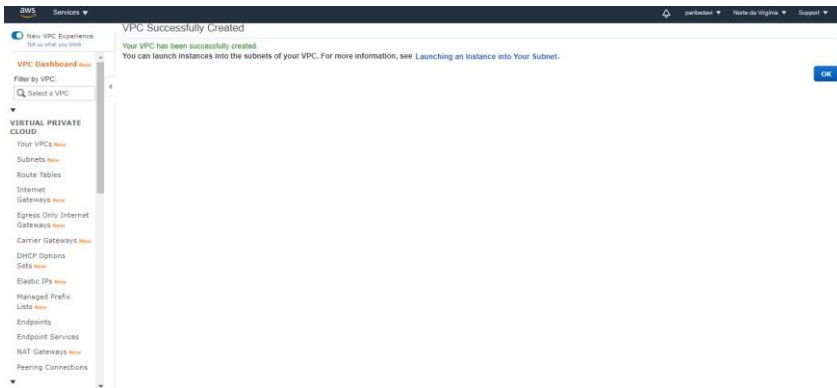 aws Services
paribedavi Norte da Virgínia Support
New VPC Experience
Tell us what you think
VPC Dashboard New
Filter by VPC:
Select a VPC
VIRTUAL PRIVATE
CLOUD
Your VPCs New
Subnets New
Route Tables
Internet
Gateways New
Egress Only Internet
Gateways New
Carrier Gateways New
DHCP Options
Sets New
Elastic IPs New
Managed Prefix
Lists New
Endpoints
Endpoint Services
NAT Gateways New
Peering Connections
VPC Successfully Created
Your VPC has been successfully created.
You can launch instances into the subnets of your VPC. For more information, see Launching an Instance into Your Subnet.
OK